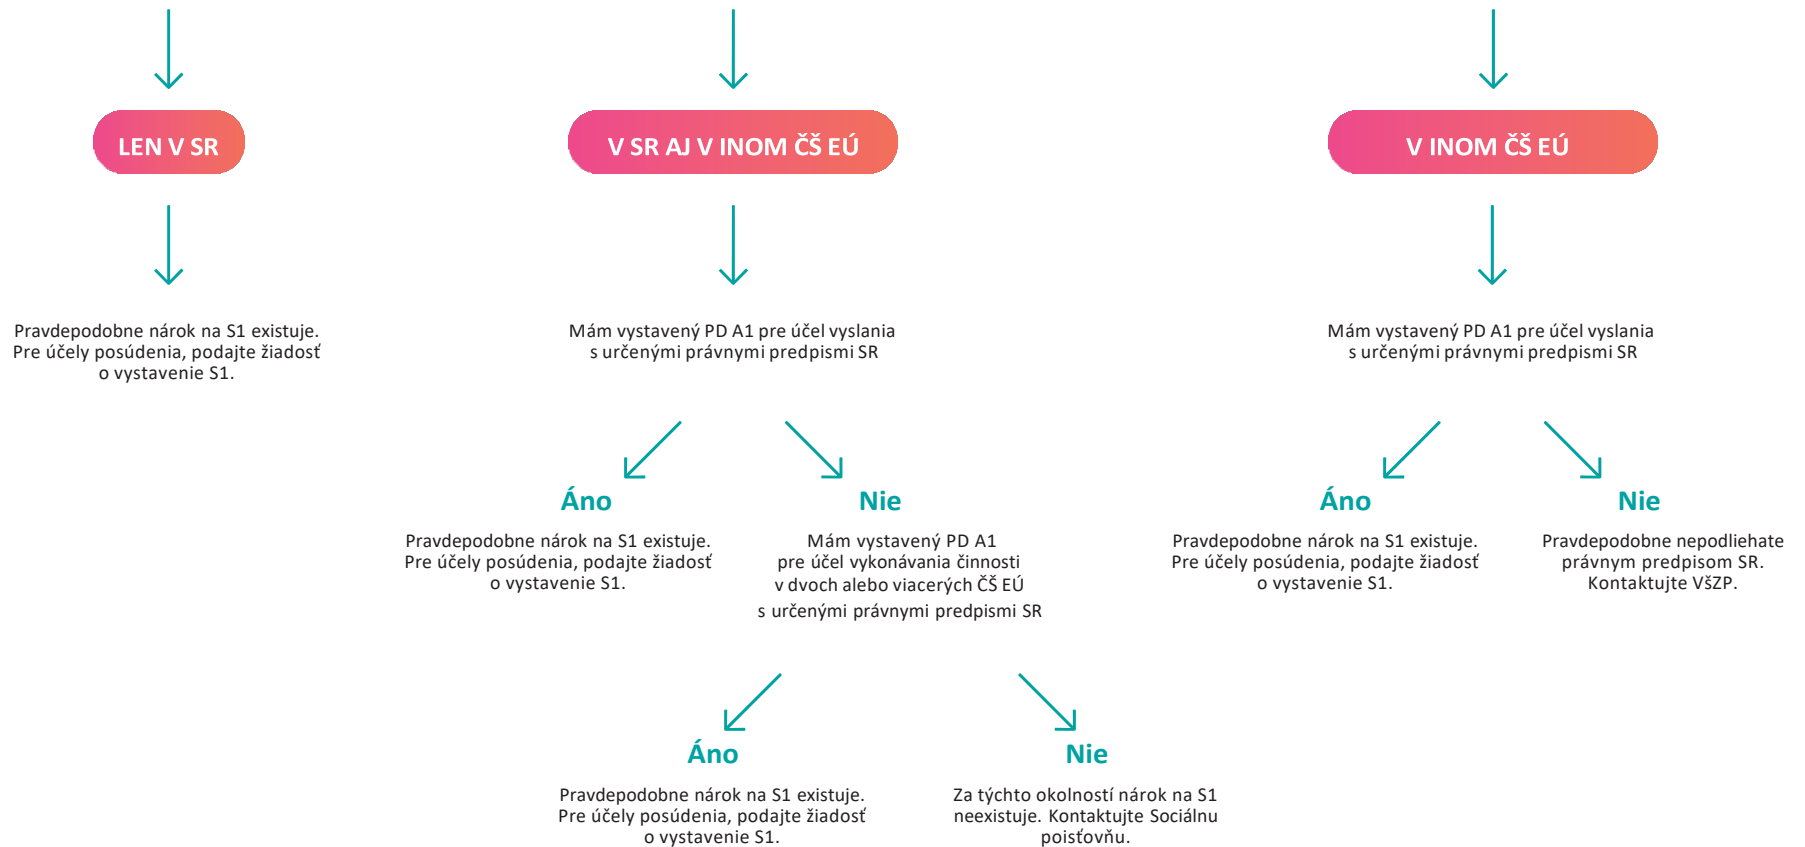 LEN V SR
V SR AJ V INOM ČŠ EÚ
V INOM ČŠ EÚ
Pravdepodobne nárok na S1 existuje.
Pre účely posúdenia, podajte žiadosť
o vystavenie S1.
Mám vystavený PD A1 pre účel vyslania
s určenými právnymi predpismi SR
Mám vystavený PD A1 pre účel vyslania
s určenými právnymi predpismi SR
Áno
Pravdepodobne nárok na S1 existuje.
Pre účely posúdenia, podajte žiadosť
o vystavenie S1.
Nie
Mám vystavený PD A1
pre účel vykonávania činnosti
v dvoch alebo viacerých ČŠ EÚ
s určenými právnymi predpismi SR
Áno
Pravdepodobne nárok na S1 existuje.
Pre účely posúdenia, podajte žiadosť
o vystavenie S1.
Nie
Pravdepodobne nepodliehate
právnym predpisom SR.
Kontaktujte VšZP.
Áno
Pravdepodobne nárok na S1 existuje.
Pre účely posúdenia, podajte žiadosť
o vystavenie S1.
Nie
Za týchto okolností nárok na S1
neexistuje. Kontaktujte Sociálnu
poisťovňu.